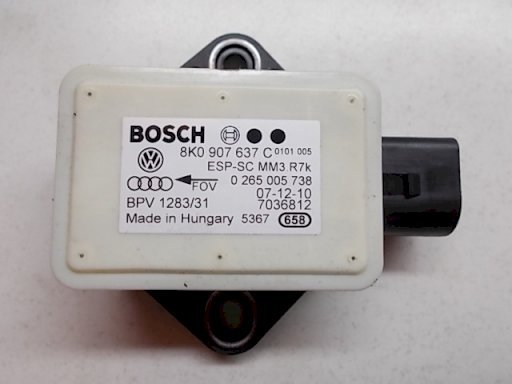 BOSCH
8K0 907 637 C 0101 005
ESP-SC MM3.R7k
FOV 0 265 005 738
07-12-10
BPV 1283/31 7036812
Made in Hungary 5367 658